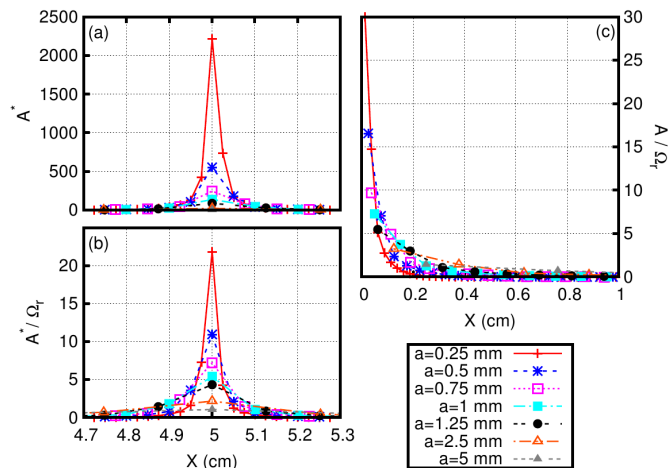 (a)
2500
2000
1500
1000
500
0
A*
(b)
20
15
10
5
0
A*/Ωr
4.7 4.8 4.9 5 5.1 5.2 5.3
X (cm)
(c)
30
25
20
15
10
5
0
A/Ωr
0 0.2 0.4 0.6 0.8 1
X (cm)
a=0.25 mm
a=0.5 mm
a=0.75 mm
a=1 mm
a=1.25 mm
a=2.5 mm
a=5 mm